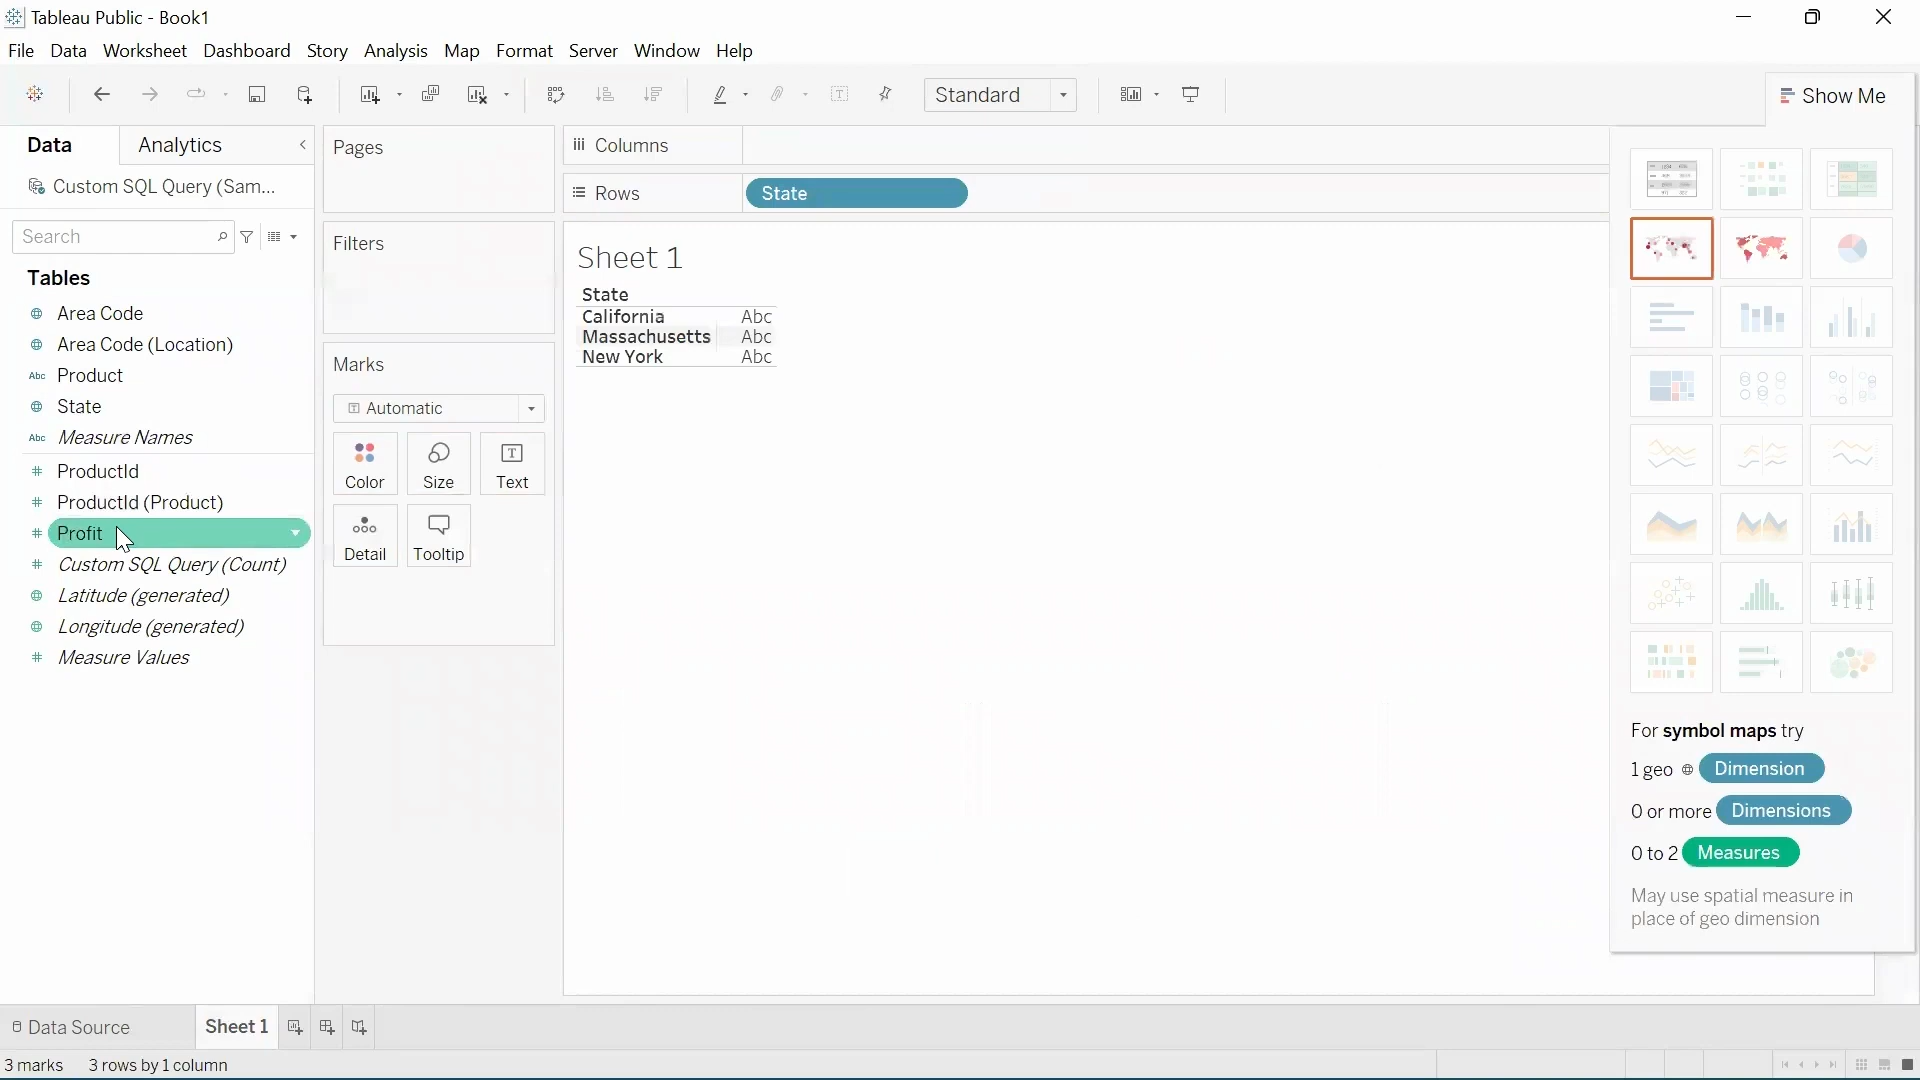 Tableau Public - Book1
File Data Worksheet Dashboard Story Analysis Map Format Server Window Help
Standard
Show Me
Data
Analytics
Custom SQL Query (Sam...
Search
Tables
Area Code
Area Code (Location)
Abc Product
State
Abc Measure Names
# ProductId
# ProductId (Product)
# Profit
# Custom SQL Query (Count)
Latitude (generated)
Longitude (generated)
# Measure Values
Pages
Filters
Marks
Automatic
Color
Size
Text
Detail
Tooltip
Columns
Rows
State
Sheet 1
State
California Abc
Massachusetts Abc
New York Abc
For symbol maps try
1 geo Dimension
0 or more Dimensions
0 to 2 Measures
May use spatial measure in
place of geo dimension
Data Source
Sheet 1
3 marks 3 rows by 1 column